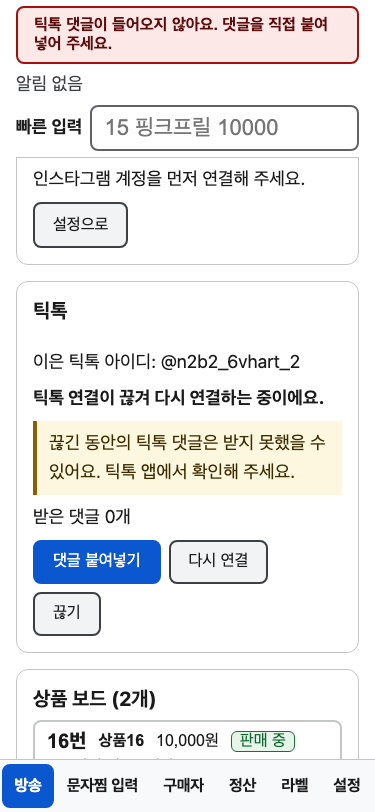 틱톡 댓글이 들어오지 않아요. 댓글을 직접 붙여
넣어 주세요.
알림 없음
빠른 입력 15 핑크프릴 10000
인스타그램 계정을 먼저 연결해 주세요.
설정으로
틱톡
이은 틱톡 아이디: @n2b2_6vhart_2
틱톡 연결이 끊겨 다시 연결하는 중이에요.
끊긴 동안의 틱톡 댓글은 받지 못했을 수
있어요. 틱톡 앱에서 확인해 주세요.
받은 댓글 0개
댓글 붙여넣기 다시 연결
끊기
상품 보드 (2개)
16번 상품16 10,000원 판매 중
방송 문자찜 입력 구매자 정산 라벨 설정